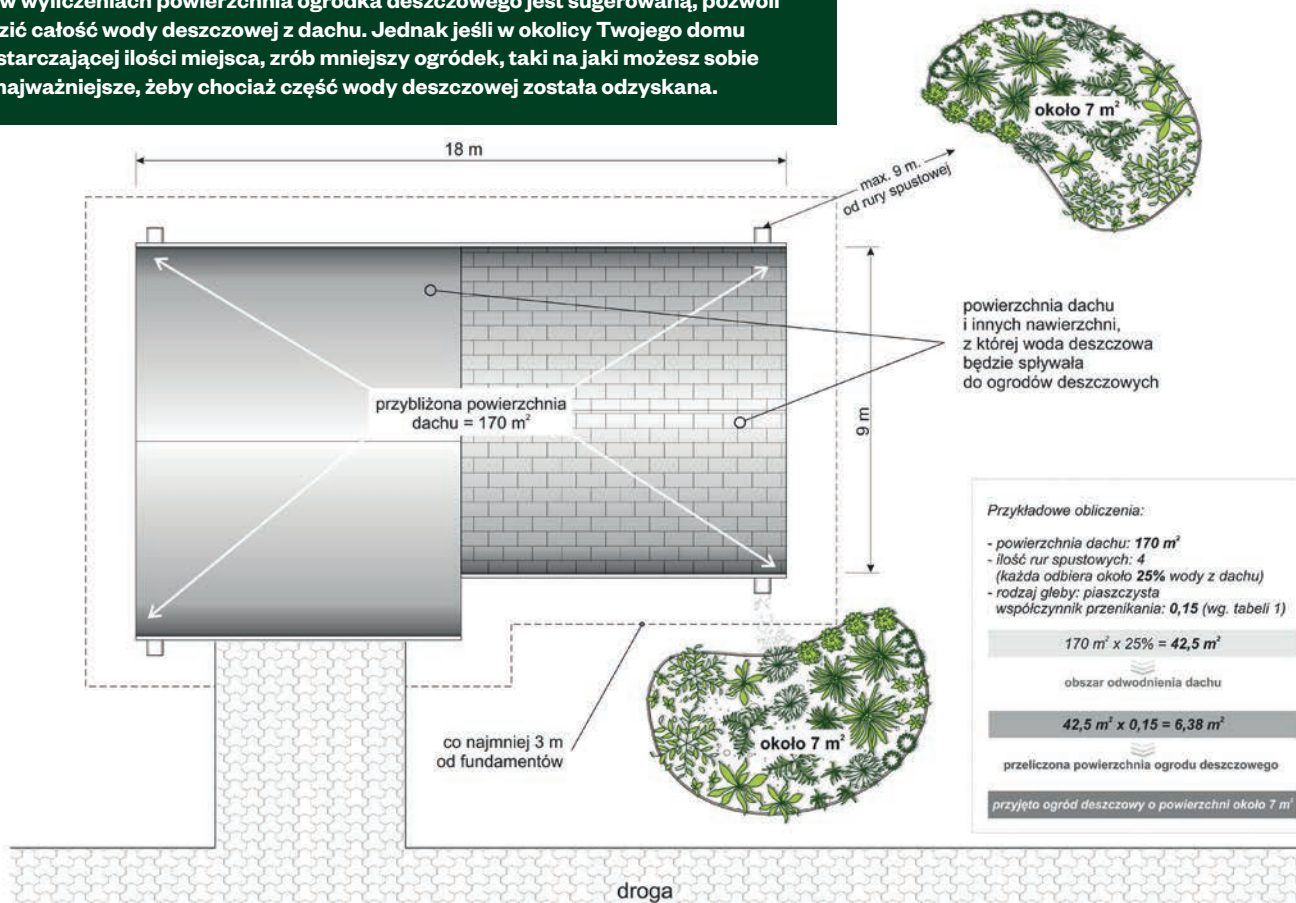 w wyliczeniach powierzchnia ogródka deszczowego jest sugerowaną, pozwoli
zić całość wody deszczowej z dachu. Jednak jeśli w okolicy Twojego domu
starczającej ilości miejsca, zrób mniejszy ogródek, taki na jaki możesz sobie
najważniejsze, żeby chociaż część wody deszczowej została odzyskana.
około 7 m²
18 m
max. 9 m.
od rury spustowej
powierzchnia dachu
i innych nawierzchni,
z której woda deszczowa
będzie spływała
do ogrodów deszczowych
przybliżona powierzchnia
dachu = 170 m²
9 m
Przykładowe obliczenia:
- powierzchnia dachu: 170 m²
- ilość rur spustowych: 4
(każda odbiera około 25% wody z dachu)
- rodzaj gleby: piaszczysta
współczynnik przenikania: 0,15 (wg. tabeli 1)
170 m² x 25% = 42,5 m²
obszar odwodnienia dachu
42,5 m² x 0,15 = 6,38 m²
przeliczona powierzchnia ogrodu deszczowego
przyjęto ogród deszczowy o powierzchni około 7 m²
co najmniej 3 m
od fundamentów
około 7 m²
droga